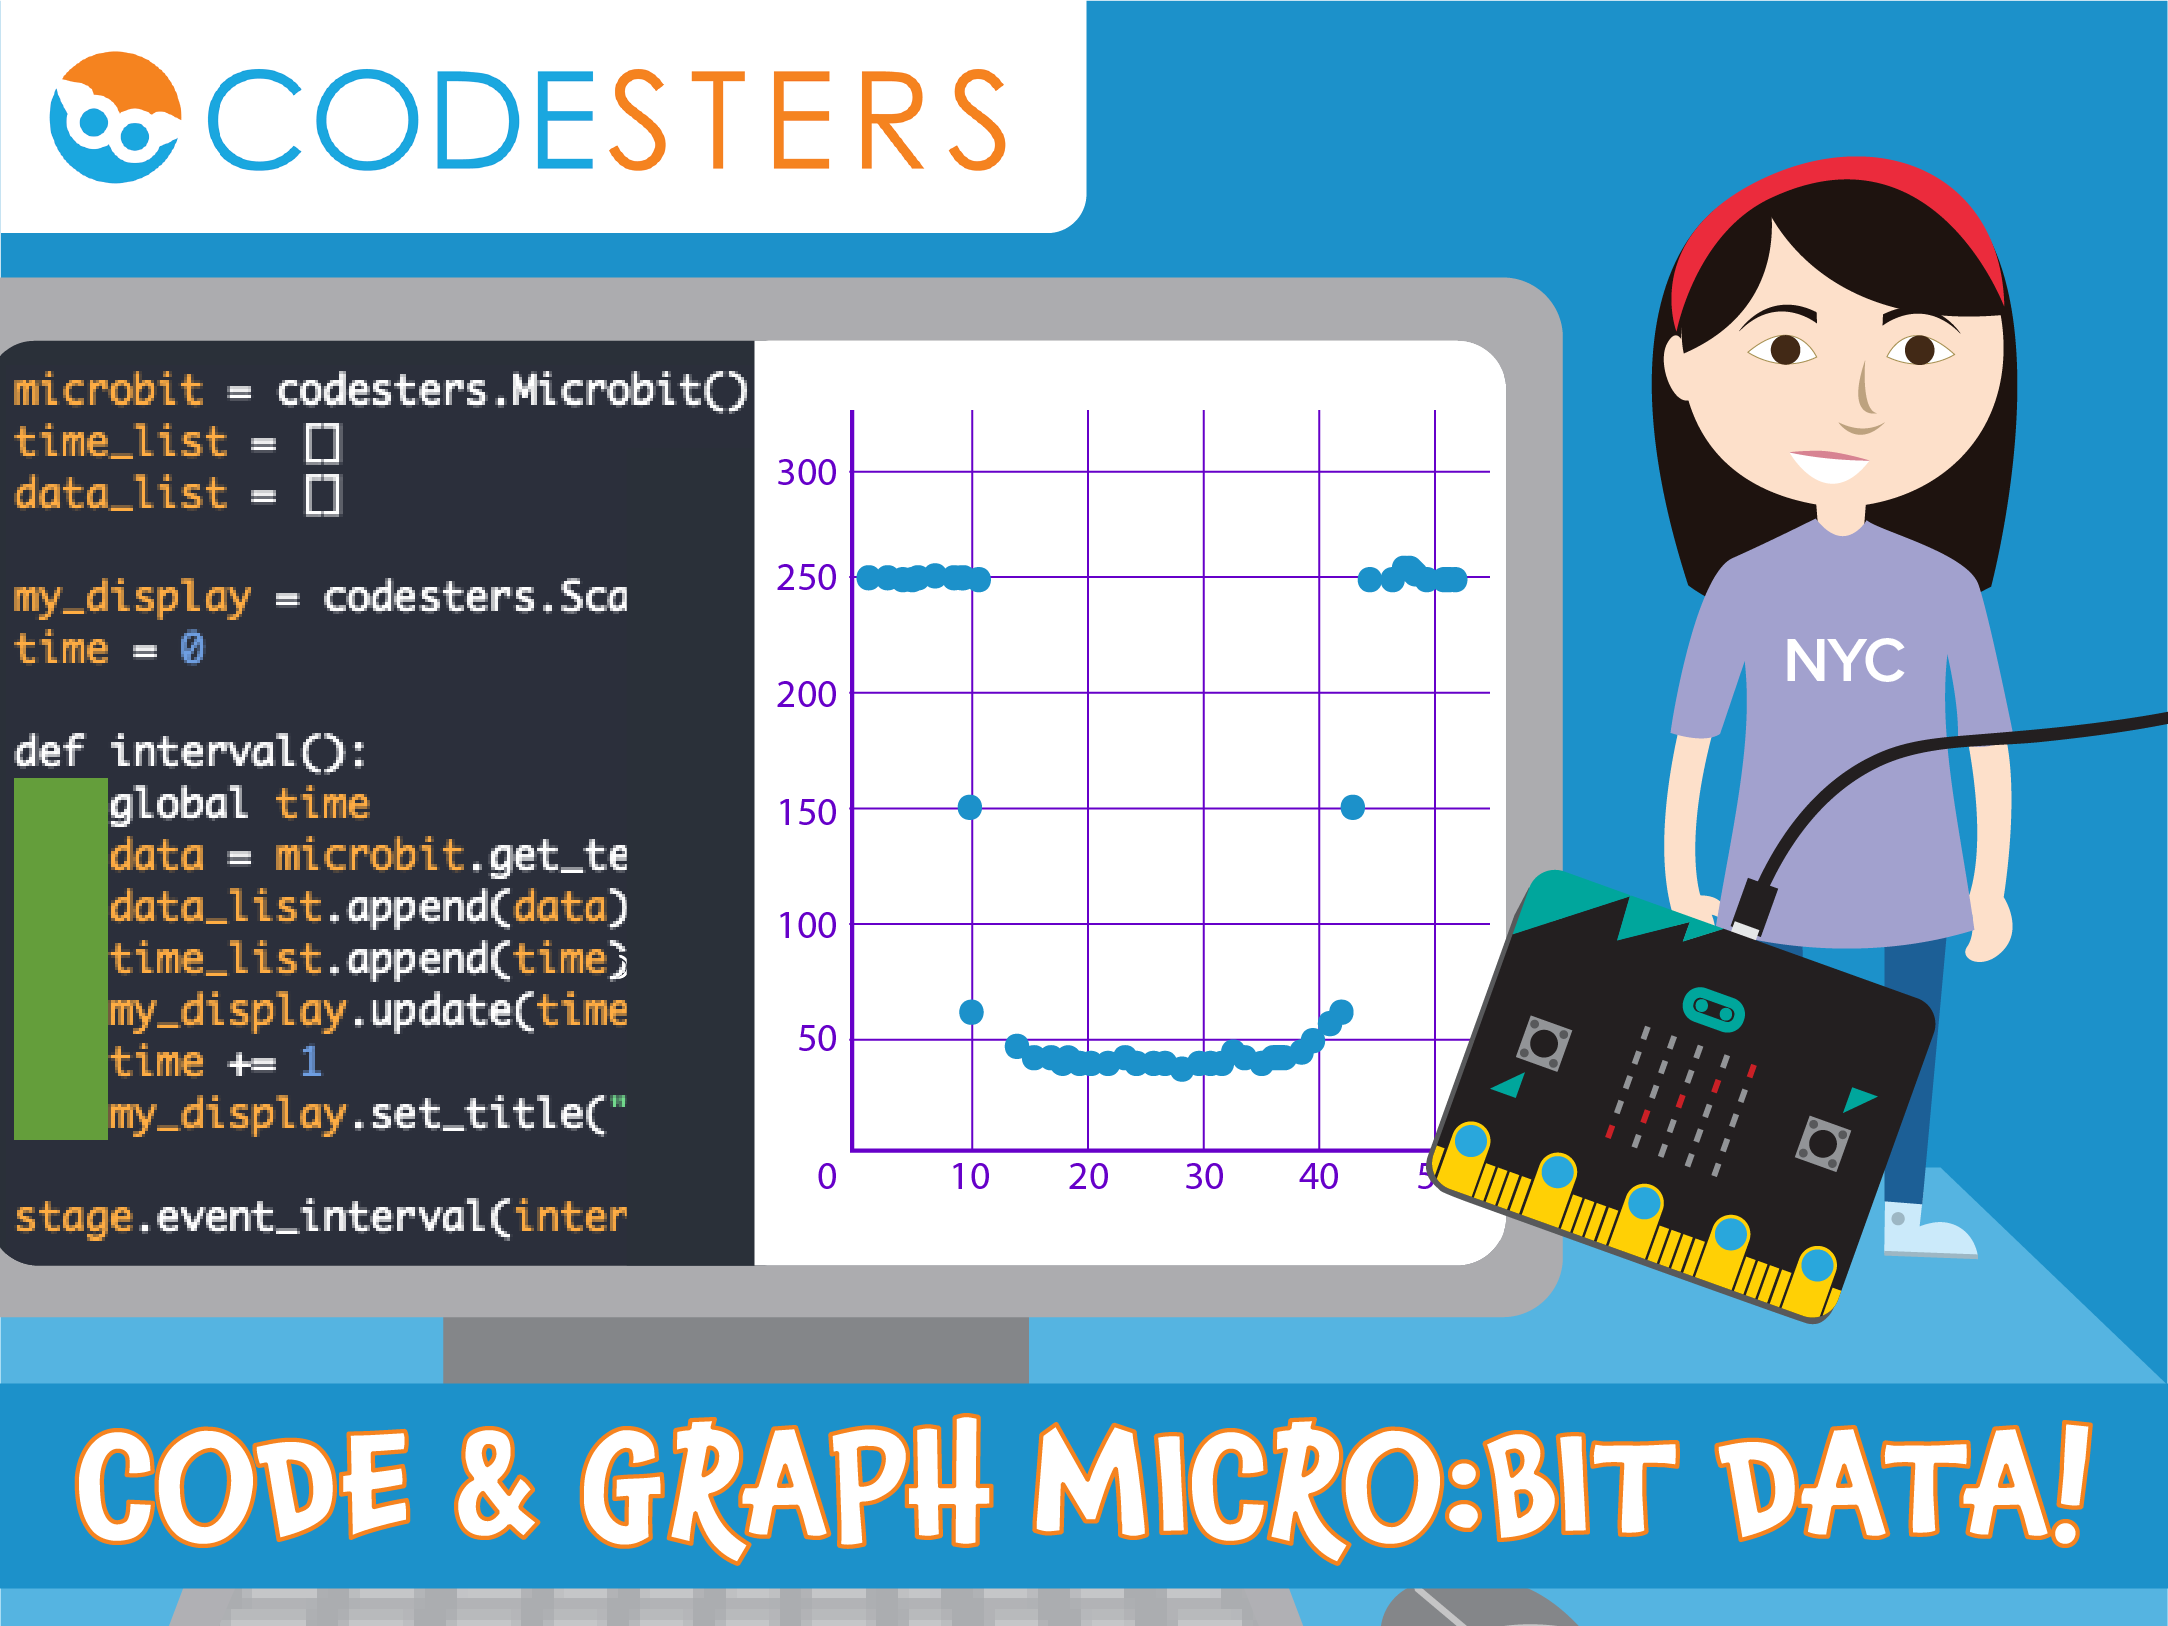 CODESTERS
microbit = codesters.Microbit()
time_list = []
data_list = []
my_display = codesters.Sca
time = 0
def interval():
global time
data = microbit.get_te
data_list.append(data)
time_list.append(time)
my_display.update(time
time += 1
my_display.set_title("
stage.event_interval(inter
300
250
200
150
100
50
0 10 20 30 40 5
NYC
CODE & GRAPH MICRO:BIT DATA!